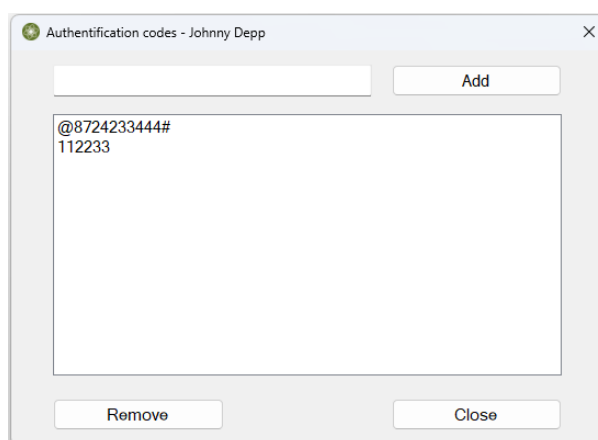 Authentification codes - Johnny Depp
Add
@8724233444#
112233
Remove
Close